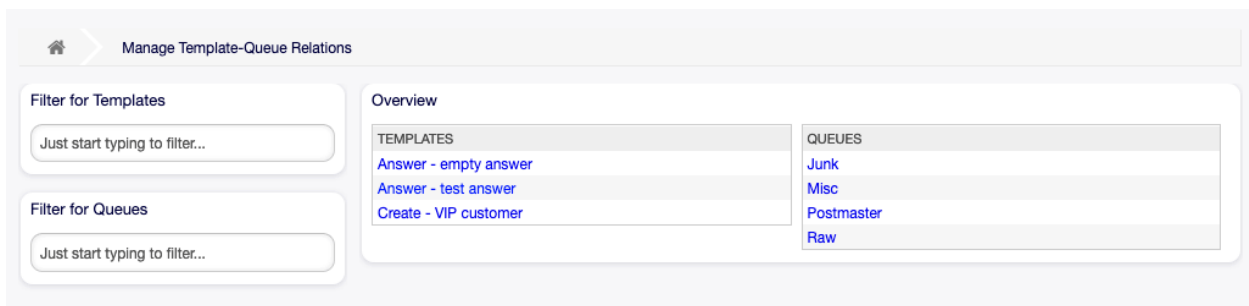 Manage Template-Queue Relations
Filter for Templates
Just start typing to filter...
Filter for Queues
Just start typing to filter...
Overview
TEMPLATES
Answer - empty answer
Answer - test answer
Create - VIP customer
QUEUES
Junk
Misc
Postmaster
Raw